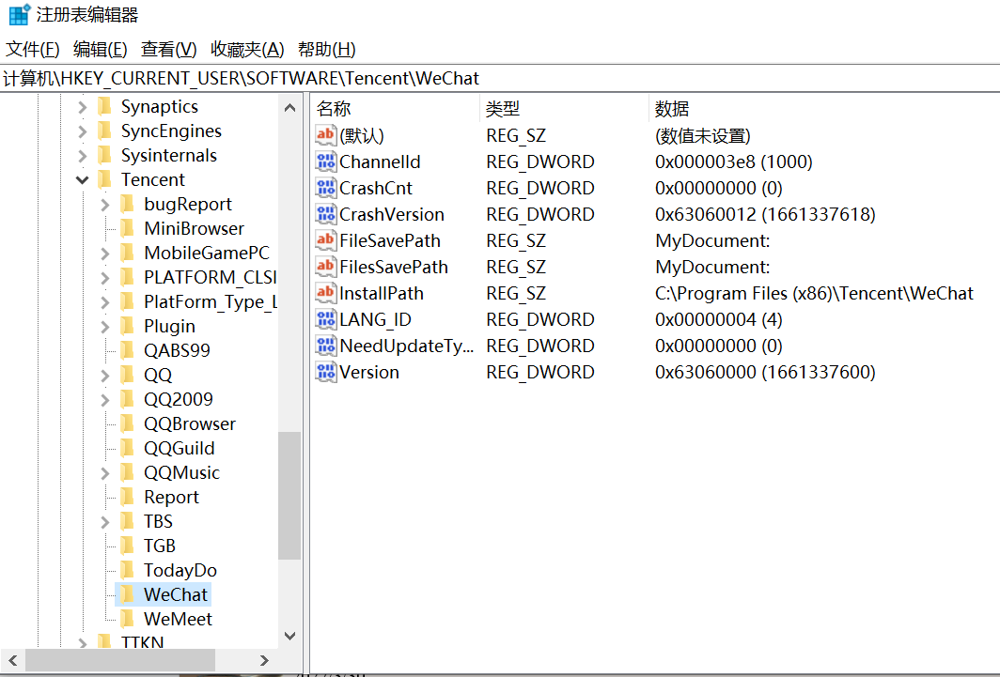 注册表编辑器
文件(F) 编辑(E) 查看(V) 收藏夹(A) 帮助(H)
计算机\HKEY_CURRENT_USER\SOFTWARE\Tencent\WeChat
Synaptics
SyncEngines
Sysinternals
Tencent
bugReport
MiniBrowser
MobileGamePC
PLATFORM_CLSI
PlatForm_Type_L
Plugin
QABS99
QQ
QQ2009
QQBrowser
QQGuild
QQMusic
Report
TBS
TGB
TodayDo
WeChat
WeMeet
TTKN
名称 类型 数据
(默认) REG_SZ (数值未设置)
ChannelId REG_DWORD 0x000003e8 (1000)
CrashCnt REG_DWORD 0x00000000 (0)
CrashVersion REG_DWORD 0x63060012 (1661337618)
FileSavePath REG_SZ MyDocument:
FilesSavePath REG_SZ MyDocument:
InstallPath REG_SZ C:\Program Files (x86)\Tencent\WeChat
LANG_ID REG_DWORD 0x00000004 (4)
NeedUpdateTy... REG_DWORD 0x00000000 (0)
Version REG_DWORD 0x63060000 (1661337600)